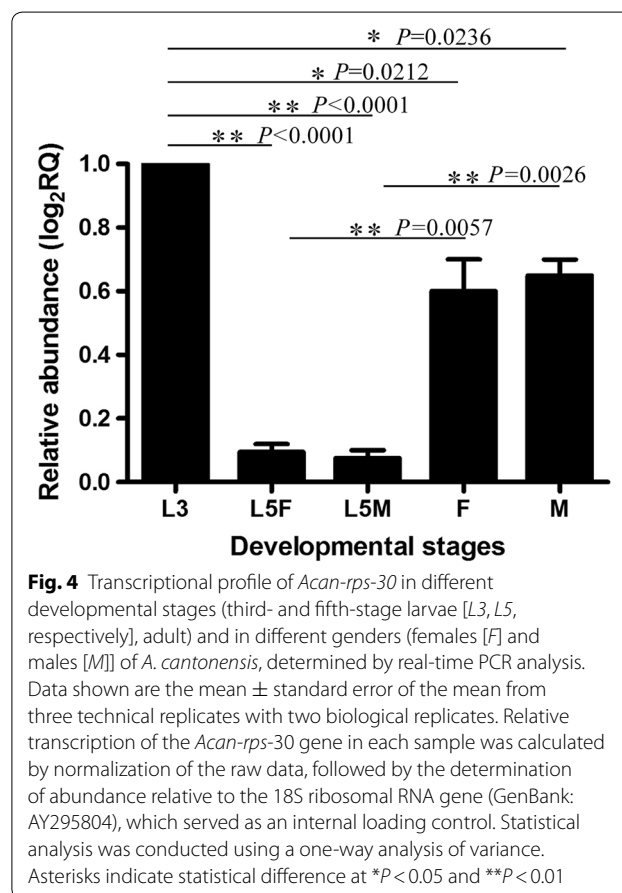 * P=0.0236
* P=0.0212
** P<0.0001
** P<0.0001
** P=0.0026
** P=0.0057
Relative abundance (log₂RQ)
1.0
0.8
0.6
0.4
0.2
0.0
L3 L5F L5M F M
Developmental stages
Fig. 4 Transcriptional profile of Acan-rps-30 in different
developmental stages (third- and fifth-stage larvae [L3, L5,
respectively], adult) and in different genders (females [F] and
males [M]] of A. cantonensis, determined by real-time PCR analysis.
Data shown are the mean ± standard error of the mean from
three technical replicates with two biological replicates. Relative
transcription of the Acan-rps-30 gene in each sample was calculated
by normalization of the raw data, followed by the determination
of abundance relative to the 18S ribosomal RNA gene (GenBank:
AY295804), which served as an internal loading control. Statistical
analysis was conducted using a one-way analysis of variance.
Asterisks indicate statistical difference at *P < 0.05 and **P < 0.01